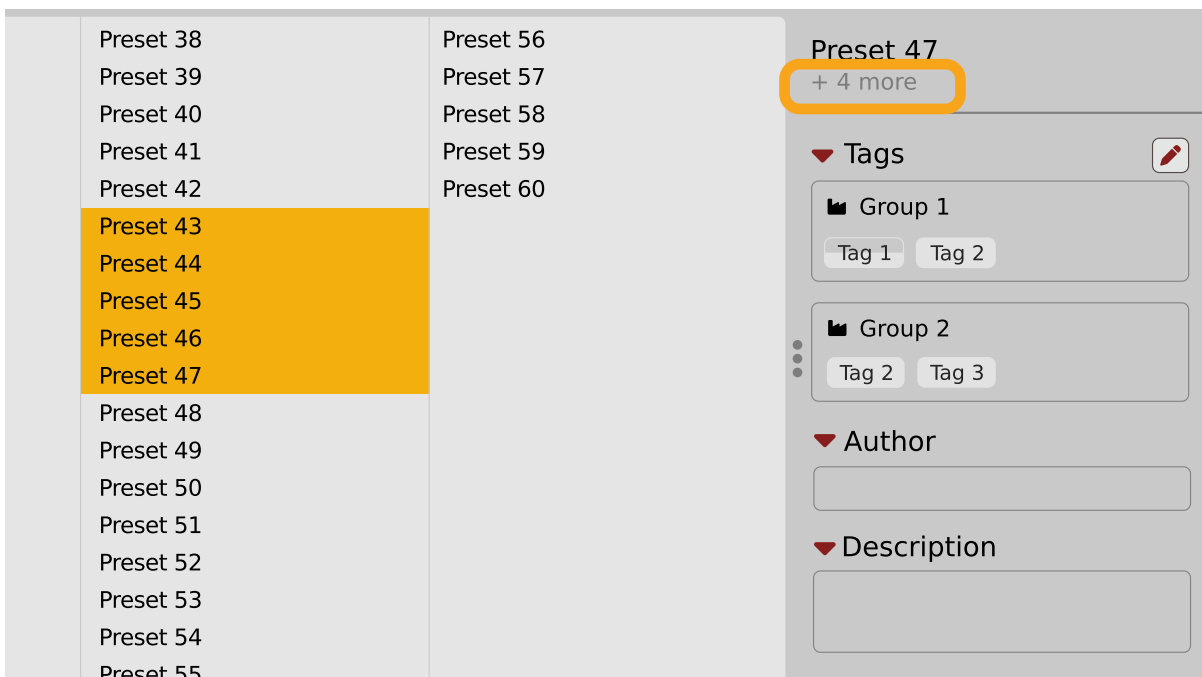 Preset 38
Preset 39
Preset 40
Preset 41
Preset 42
Preset 43
Preset 44
Preset 45
Preset 46
Preset 47
Preset 48
Preset 49
Preset 50
Preset 51
Preset 52
Preset 53
Preset 54
Preset 55
Preset 56
Preset 57
Preset 58
Preset 59
Preset 60
Preset 47
+ 4 more
Tags
Group 1
Tag 1 Tag 2
Group 2
Tag 2 Tag 3
Author
Description